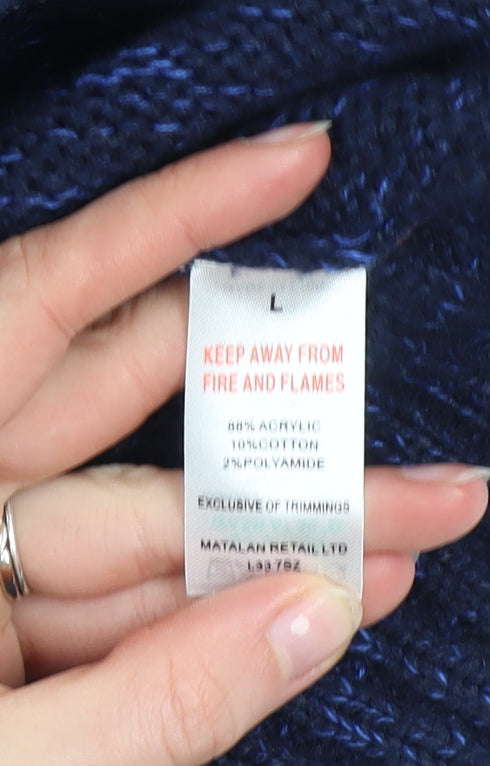 L
KEEP AWAY FROM
FIRE AND FLAMES
88% ACRYLIC
10%COTTON
2%POLYAMIDE
EXCLUSIVE OF TRIMMINGS
MATALAN RETAIL LTD
L33 7SZ